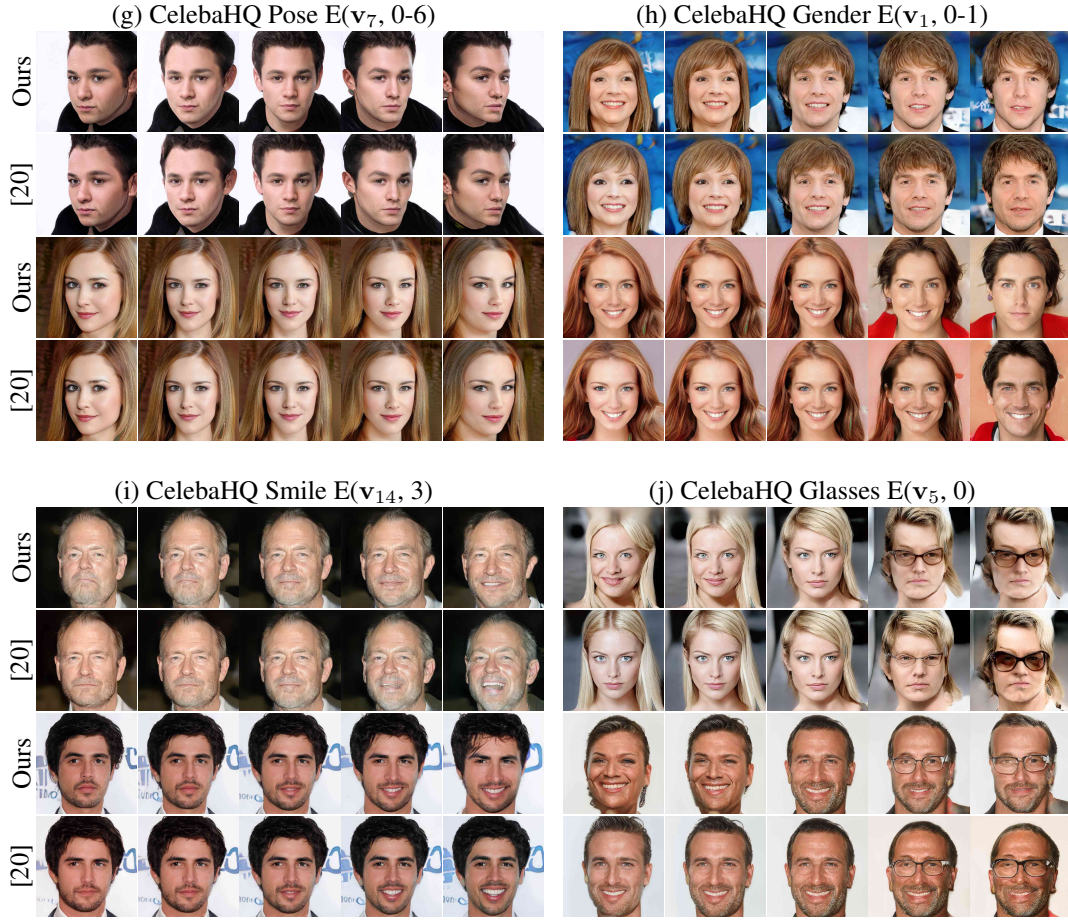 (g) CelebaHQ Pose E(v₇, 0-6)
Ours
[20]
Ours
[20]
(h) CelebaHQ Gender E(v₁, 0-1)
(i) CelebaHQ Smile E(v₁₄, 3)
Ours
[20]
Ours
[20]
(j) CelebaHQ Glasses E(v₅, 0)